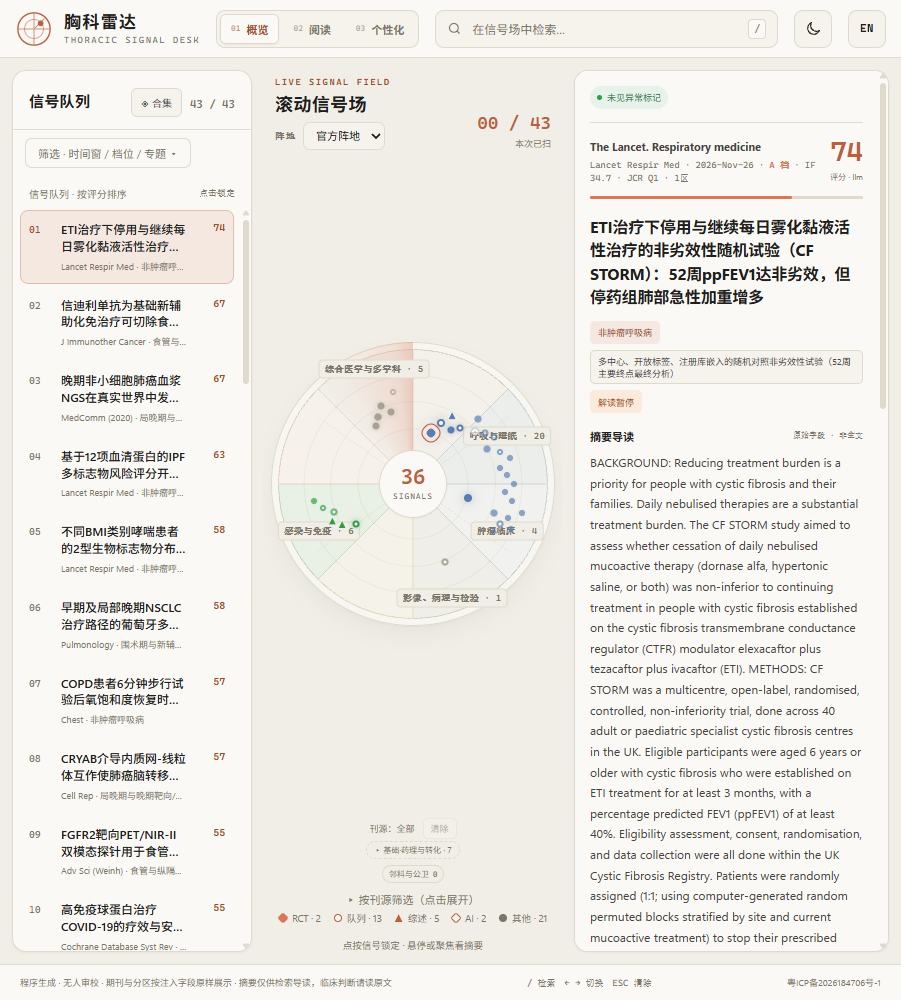 胸科雷达
THORACIC SIGNAL DESK
01 概览
02 阅读
03 个性化
在信号场中检索...
/
EN
信号队列
◈ 合集
43 / 43
筛选 · 时间窗 / 档位 / 专题
信号队列 · 按评分排序
点击锁定
01 ETI治疗下停用与继续每 74
日雾化黏液活性治疗…
Lancet Respir Med · 非肿瘤呼…
02 信迪利单抗为基础新辅 67
助化免治疗可切除食…
J Immunother Cancer · 食管与…
03 晚期非小细胞肺癌血浆 67
NGS在真实世界中发…
MedComm (2020) · 局晚期与…
04 基于12项血清蛋白的IPF 63
多标志物风险评分开…
Lancet Respir Med · 非肿瘤呼…
05 不同BMI类别哮喘患者 58
的2型生物标志物分布…
Lancet Respir Med · 非肿瘤呼…
06 早期及局部晚期NSCLC 58
治疗路径的葡萄牙多…
Pulmonology · 围术期与新辅…
07 COPD患者6分钟步行试 57
验后氧饱和度恢复时…
Chest · 非肿瘤呼吸病
08 CRYAB介导内质网-线粒 57
体互作使肺癌脑转移…
Cell Rep · 局晚期与晚期靶向/…
09 FGFR2靶向PET/NIR-II 55
双模态探针用于食管…
Adv Sci (Weinh) · 食管与纵隔…
10 高免疫球蛋白治疗 55
COVID-19的疗效与安…
Cochrane Database Syst Rev · …
LIVE SIGNAL FIELD
滚动信号场
阵地 官方阵地
00 / 43
本次已扫
综合医学与多学科 · 5
呼吸与睡眠 · 20
36
SIGNALS
感染与免疫 · 6
肿瘤临床 · 4
影像、病理与检验 · 1
刊源：全部 清除
基础·药理与转化 · 7
邻科与公卫 0
按刊源筛选（点击展开）
RCT · 2
队列 · 13
综述 · 5
AI · 2
其他 · 21
点按信号锁定 · 悬停或聚焦看摘要
未见异常标记
The Lancet. Respiratory medicine
74
Lancet Respir Med · 2026-Nov-26 · A 档 · IF
34.7 · JCR Q1 · 1区
评分 · llm
ETI治疗下停用与继续每日雾化黏液活
性治疗的非劣效性随机试验（CF
STORM）：52周ppFEV1达非劣效，但
停药组肺部急性加重增多
非肿瘤呼吸病
多中心、开放标签、注册库嵌入的随机对照非劣效性试验（52周
主要终点最终分析）
解读暂停
摘要导读
原始字段 · 非全文
BACKGROUND: Reducing treatment burden is a
priority for people with cystic fibrosis and their
families. Daily nebulised therapies are a substantial
treatment burden. The CF STORM study aimed to
assess whether cessation of daily nebulised
mucoactive therapy (dornase alfa, hypertonic
saline, or both) was non-inferior to continuing
treatment in people with cystic fibrosis established
on the cystic fibrosis transmembrane conductance
regulator (CTFR) modulator elexacaftor plus
tezacaftor plus ivacaftor (ETI). METHODS: CF
STORM was a multicentre, open-label, randomised,
controlled, non-inferiority trial, done across 40
adult or paediatric specialist cystic fibrosis centres
in the UK. Eligible participants were aged 6 years or
older with cystic fibrosis who were established on
ETI treatment for at least 3 months, with a
percentage predicted FEV1 (ppFEV1) of at least
40%. Eligibility assessment, consent, randomisation,
and data collection were all done within the UK
Cystic Fibrosis Registry. Patients were randomly
assigned (1:1; using computer-generated random
permuted blocks stratified by site and current
mucoactive treatment) to stop their prescribed
程序生成 · 无人审校 · 期刊与分区按注入字段原样展示 · 摘要仅供检索导读，临床判断请读原文
/ 检索 ← → 切换 ESC 清除
粤ICP备2026184706号-1